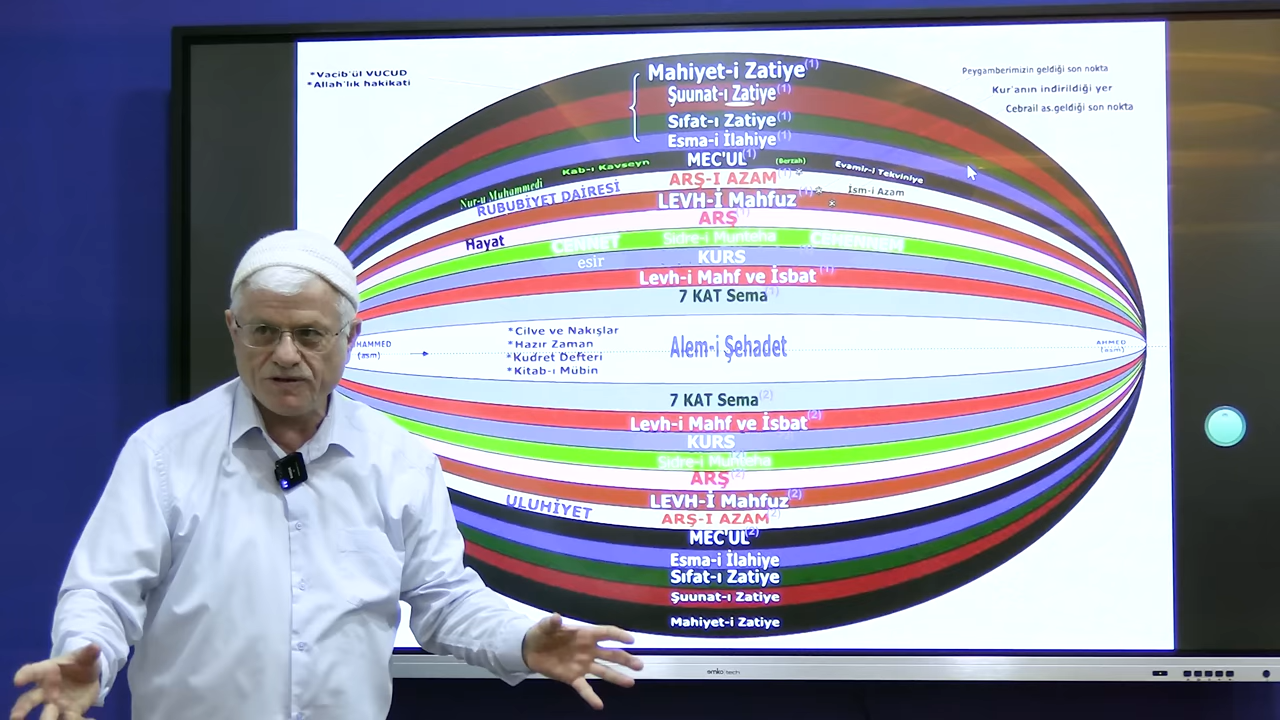 *Vacib'ül VUCUD
*Allah'lık hakikati
Peygamberimizin geldiği son nokta
Kur'anın indirildiği yer
Cebrail as.geldiği son nokta
Mahiyet-i Zatiye(1)
Şuunat-ı Zatiye(1)
Sıfat-ı Zatiye(1)
Esma-i İlahiye(1)
Kab-ı Kavseyn MEC'UL(1) (Berzah) Evamir-i Tekviniye
Nur-u Muhammedi ARŞ-I AZAM(1)* İsm-i Azam
RUBUBİYET DAİRESİ LEVH-İ Mahfuz(1)*
*
ARŞ(1)
Hayat CENNET Sidre-i Munteha CEHENNEM
esir KURS
Levh-i Mahf ve İsbat(1)
7 KAT Sema(1)
*Cilve ve Nakışlar
*Hazır Zaman
*Kudret Defteri
*Kitab-ı Mübin
Alem-i Şehadet
(asm)
AHMED
(asm)
7 KAT Sema(2)
Levh-i Mahf ve İsbat(2)
KURS
Sidre-i Munteha
ARŞ(2)
ULUHİYET LEVH-İ Mahfuz(2)
ARŞ-I AZAM(2)
MEC'UL(2)
Esma-i İlahiye
Sıfat-ı Zatiye
Şuunat-ı Zatiye
Mahiyet-i Zatiye